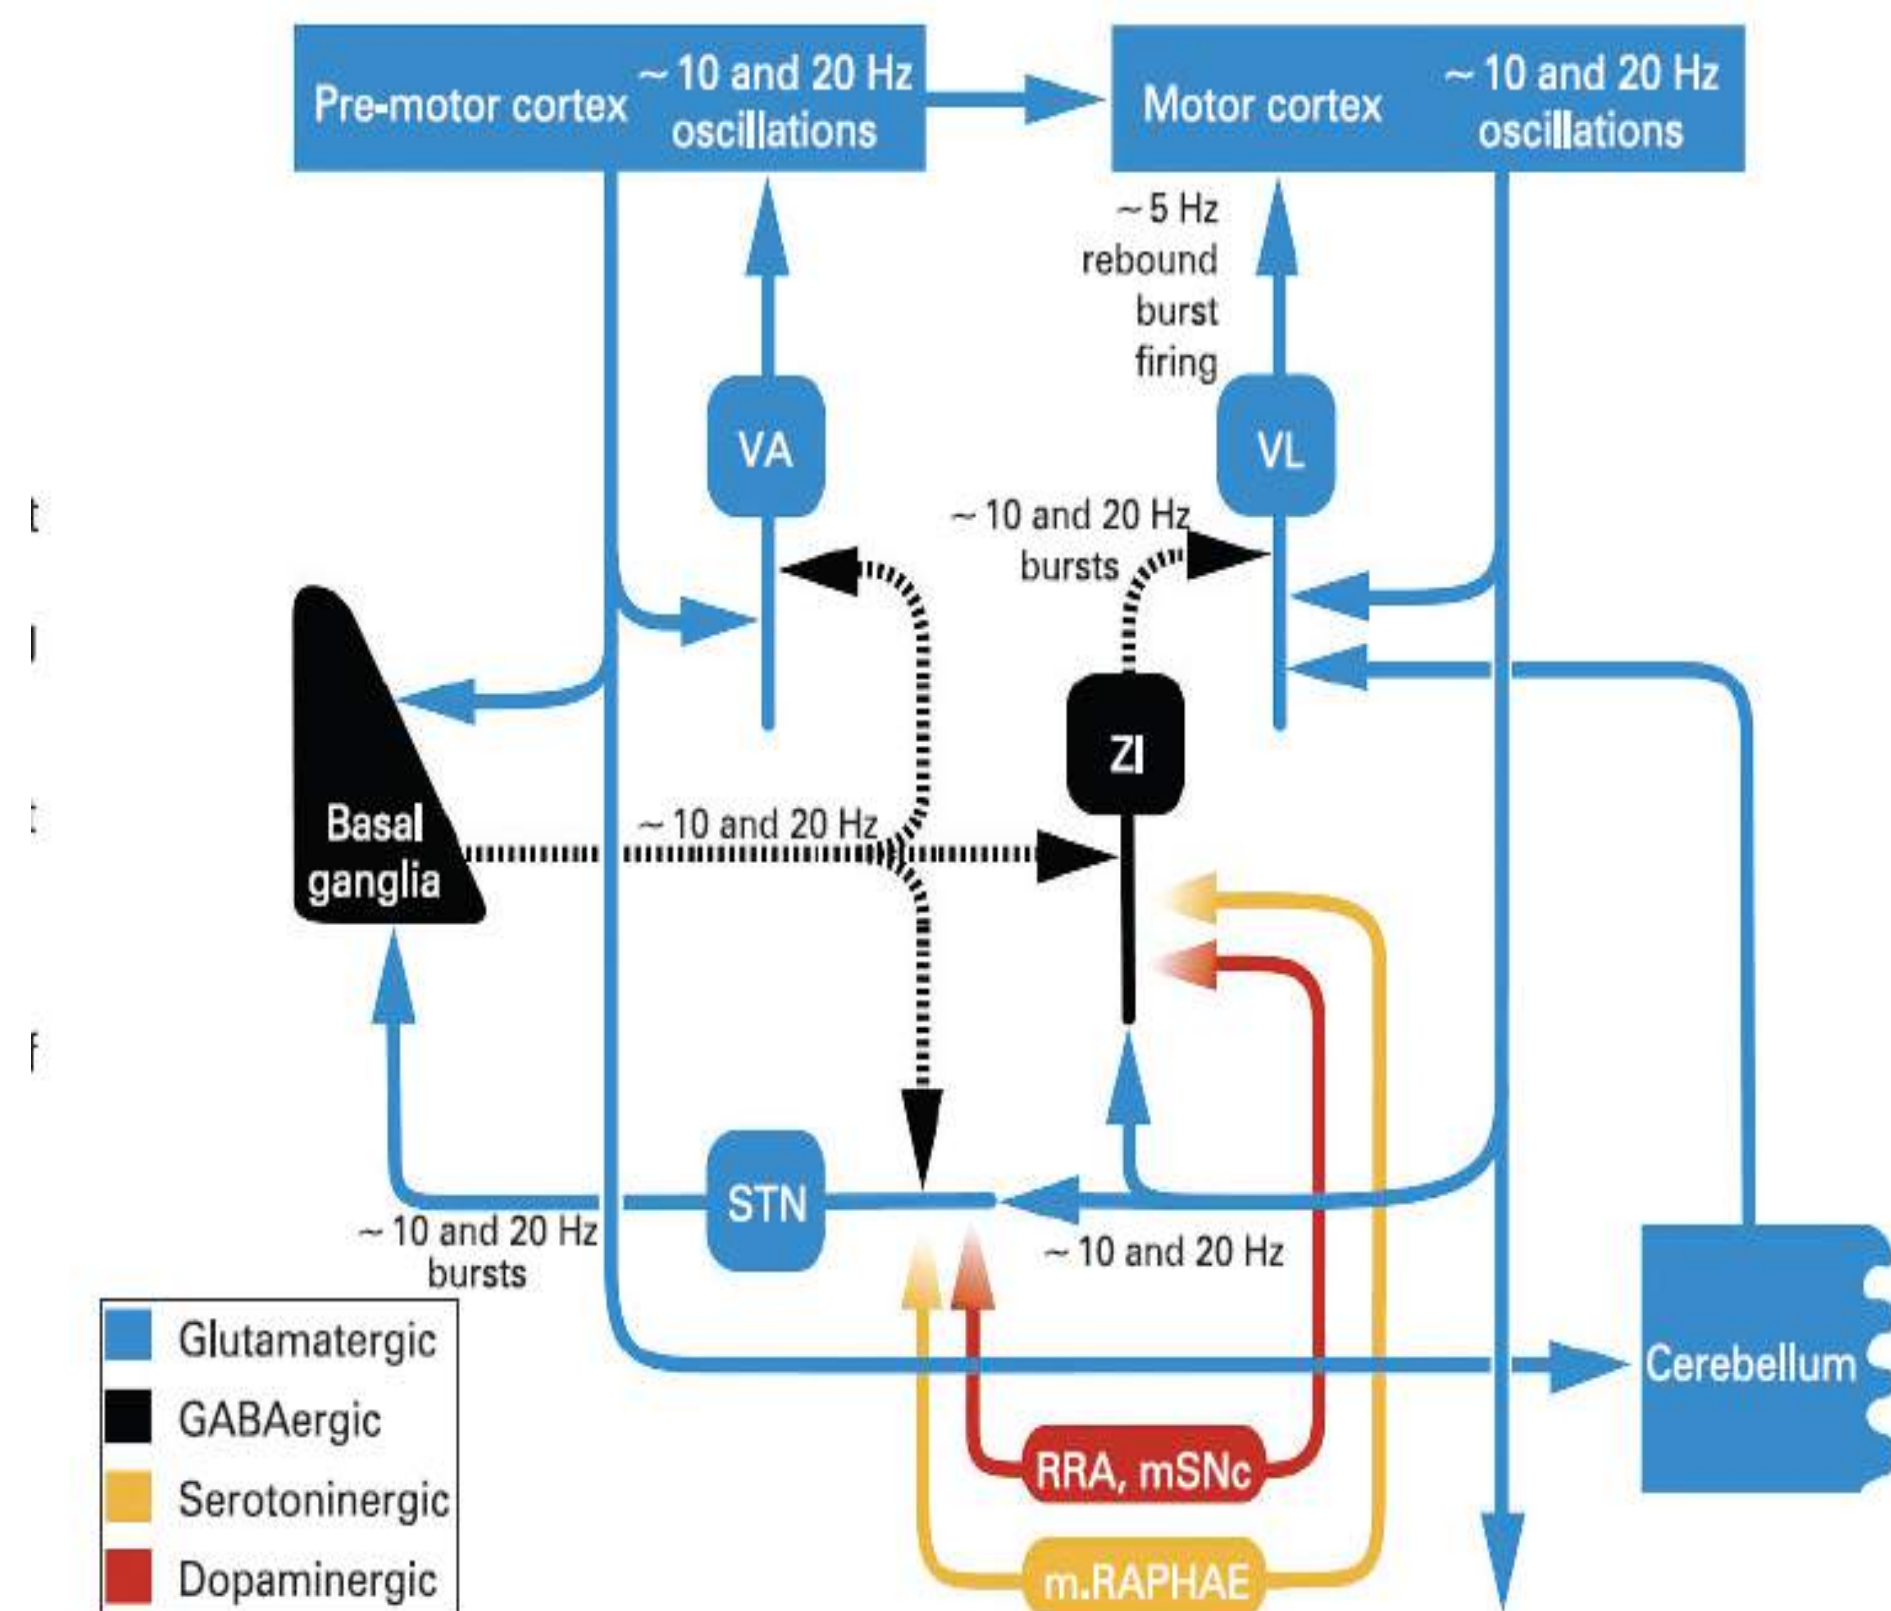 Pre-motor cortex
~ 10 and 20 Hz
oscillations
Motor cortex
~ 10 and 20 Hz
oscillations
~ 5 Hz
rebound
burst
firing
VA
VL
~ 10 and 20 Hz
bursts
ZI
Basal
ganglia
~ 10 and 20 Hz
STN
~ 10 and 20 Hz
bursts
~ 10 and 20 Hz
Cerebellum
RRA, mSNc
m.RAPHAE
Glutamatergic
GABAergic
Serotoninergic
Dopaminergic